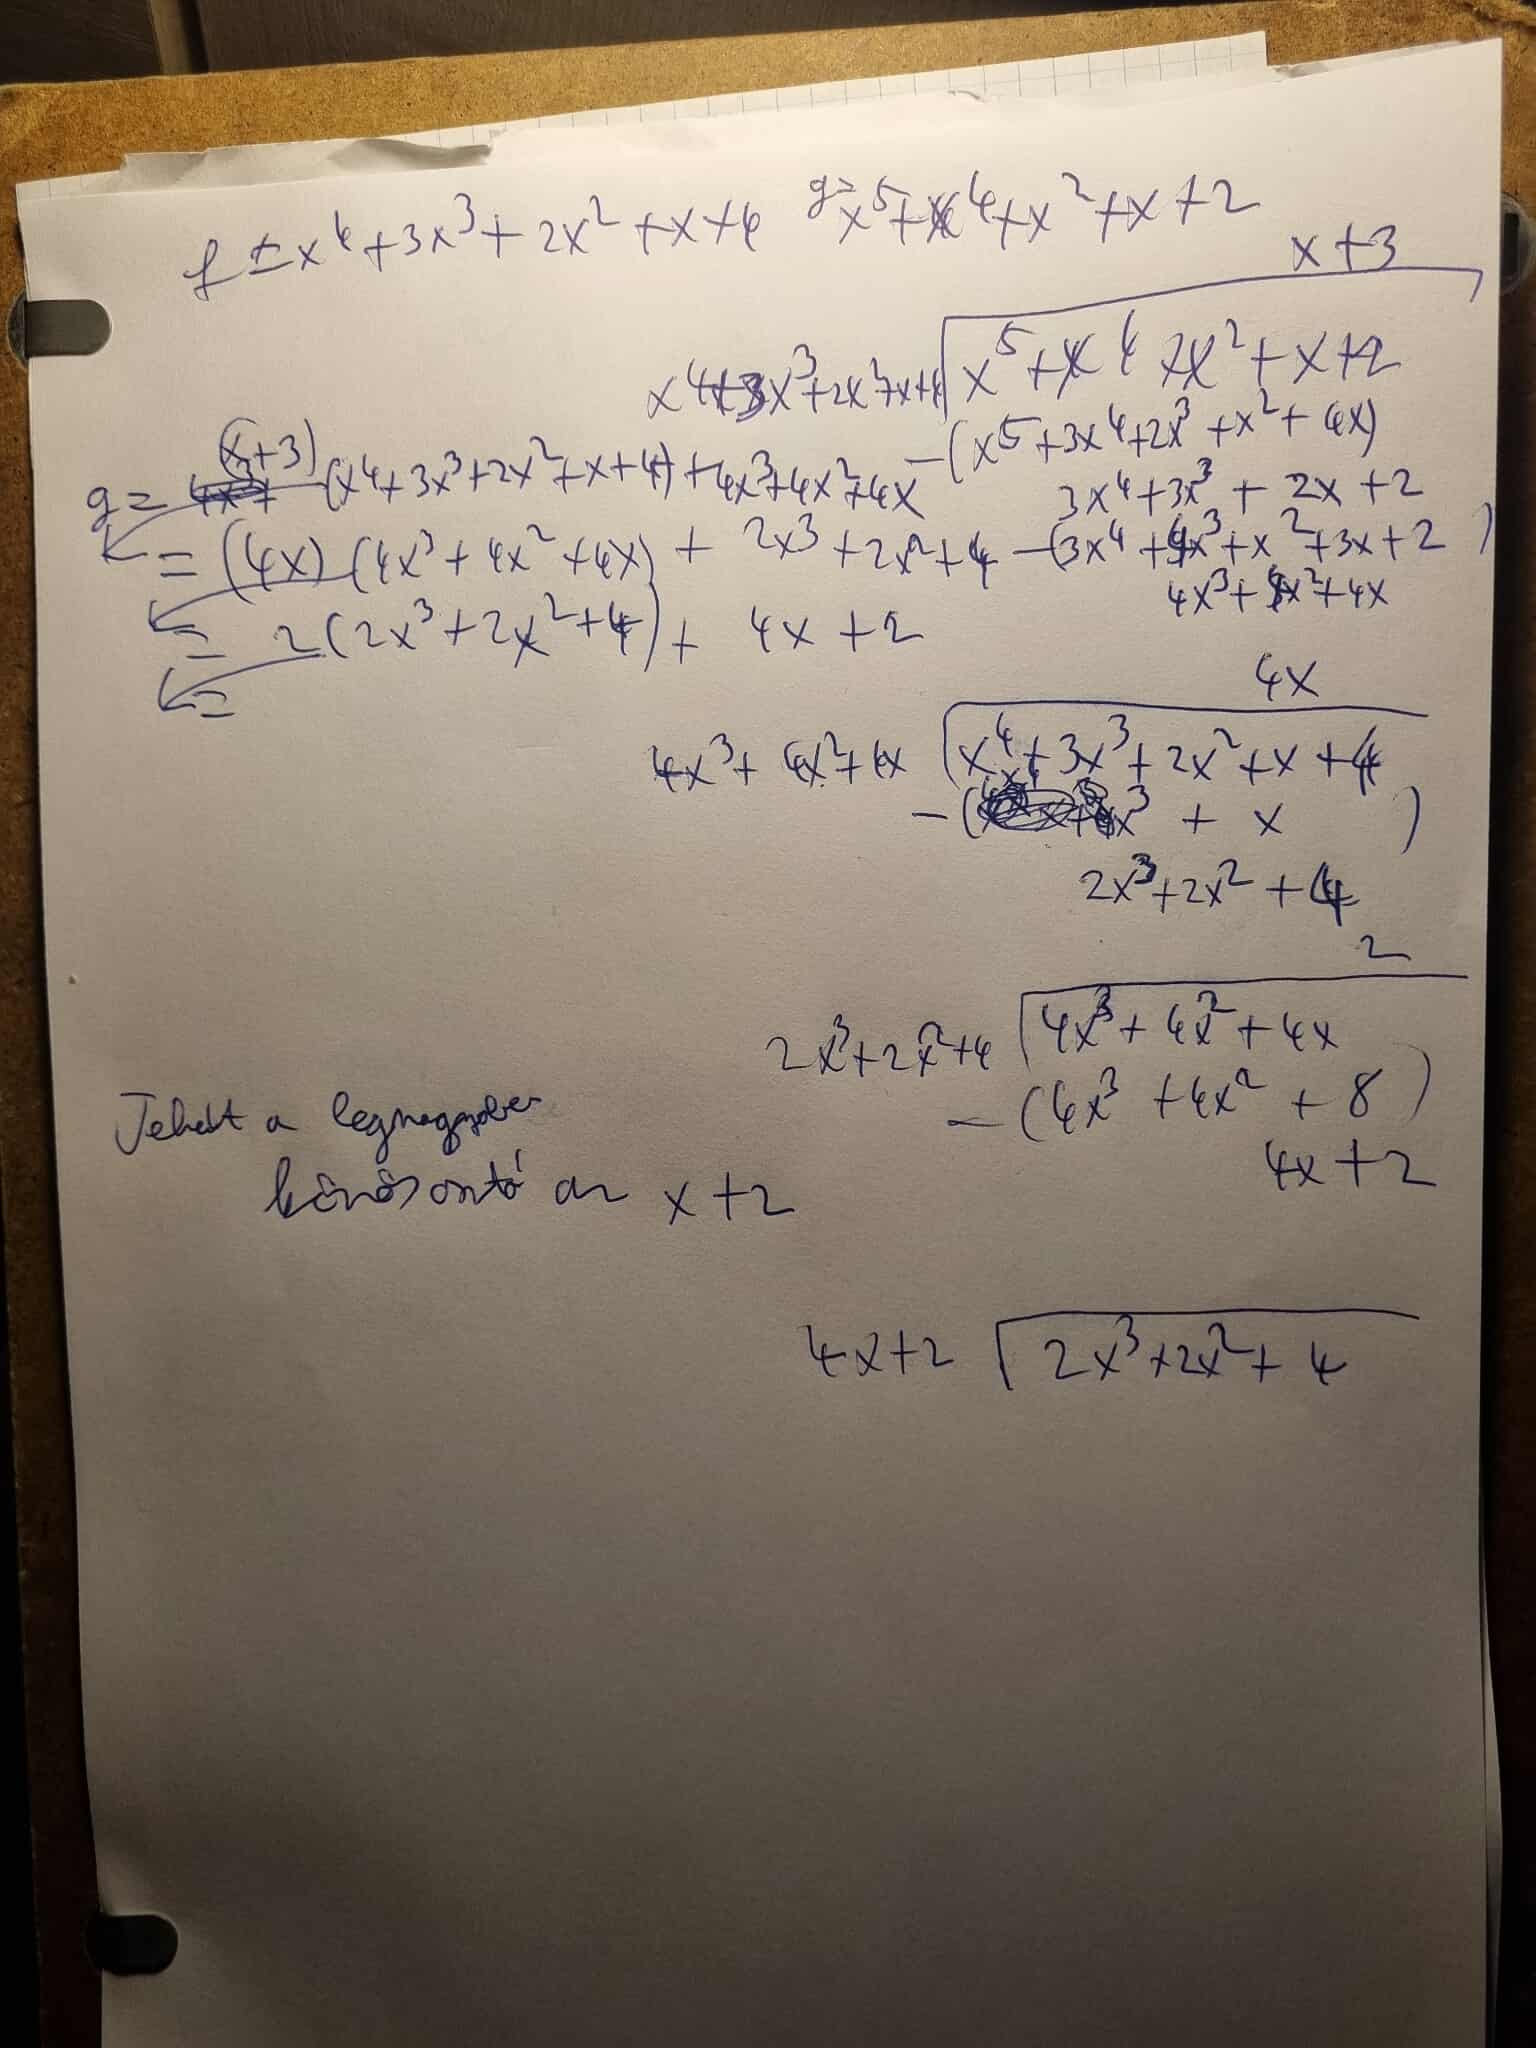 f = x⁴+3x³+2x²+x+4 g= x⁵+x⁴+x²+x+2
x+3
x⁴+3x³+2x²+x+4 x⁵+x⁴+x²+x+2
-(x⁵+3x⁴+2x³+x²+4x)
3x⁴+3x³+2x+2
-(3x⁴+4x³+x²+3x+2)
4x³+4x²+4x
g= (x+3)(x⁴+3x³+2x²+x+4)+4x³+4x²+4x
= (4x)(4x³+4x²+4x)+2x³+2x²+4
= 2(2x³+2x²+4)+4x+2
=
4x
4x³+4x²+4x x⁴+3x³+2x²+x+4
-( x³ + x )
2x³+2x²+4
2
2x³+2x²+4 4x³+4x²+4x
-(4x³+4x²+8)
4x+2
Tehát a legnagyobb
közös osztó az x+2
4x+2 2x³+2x²+4